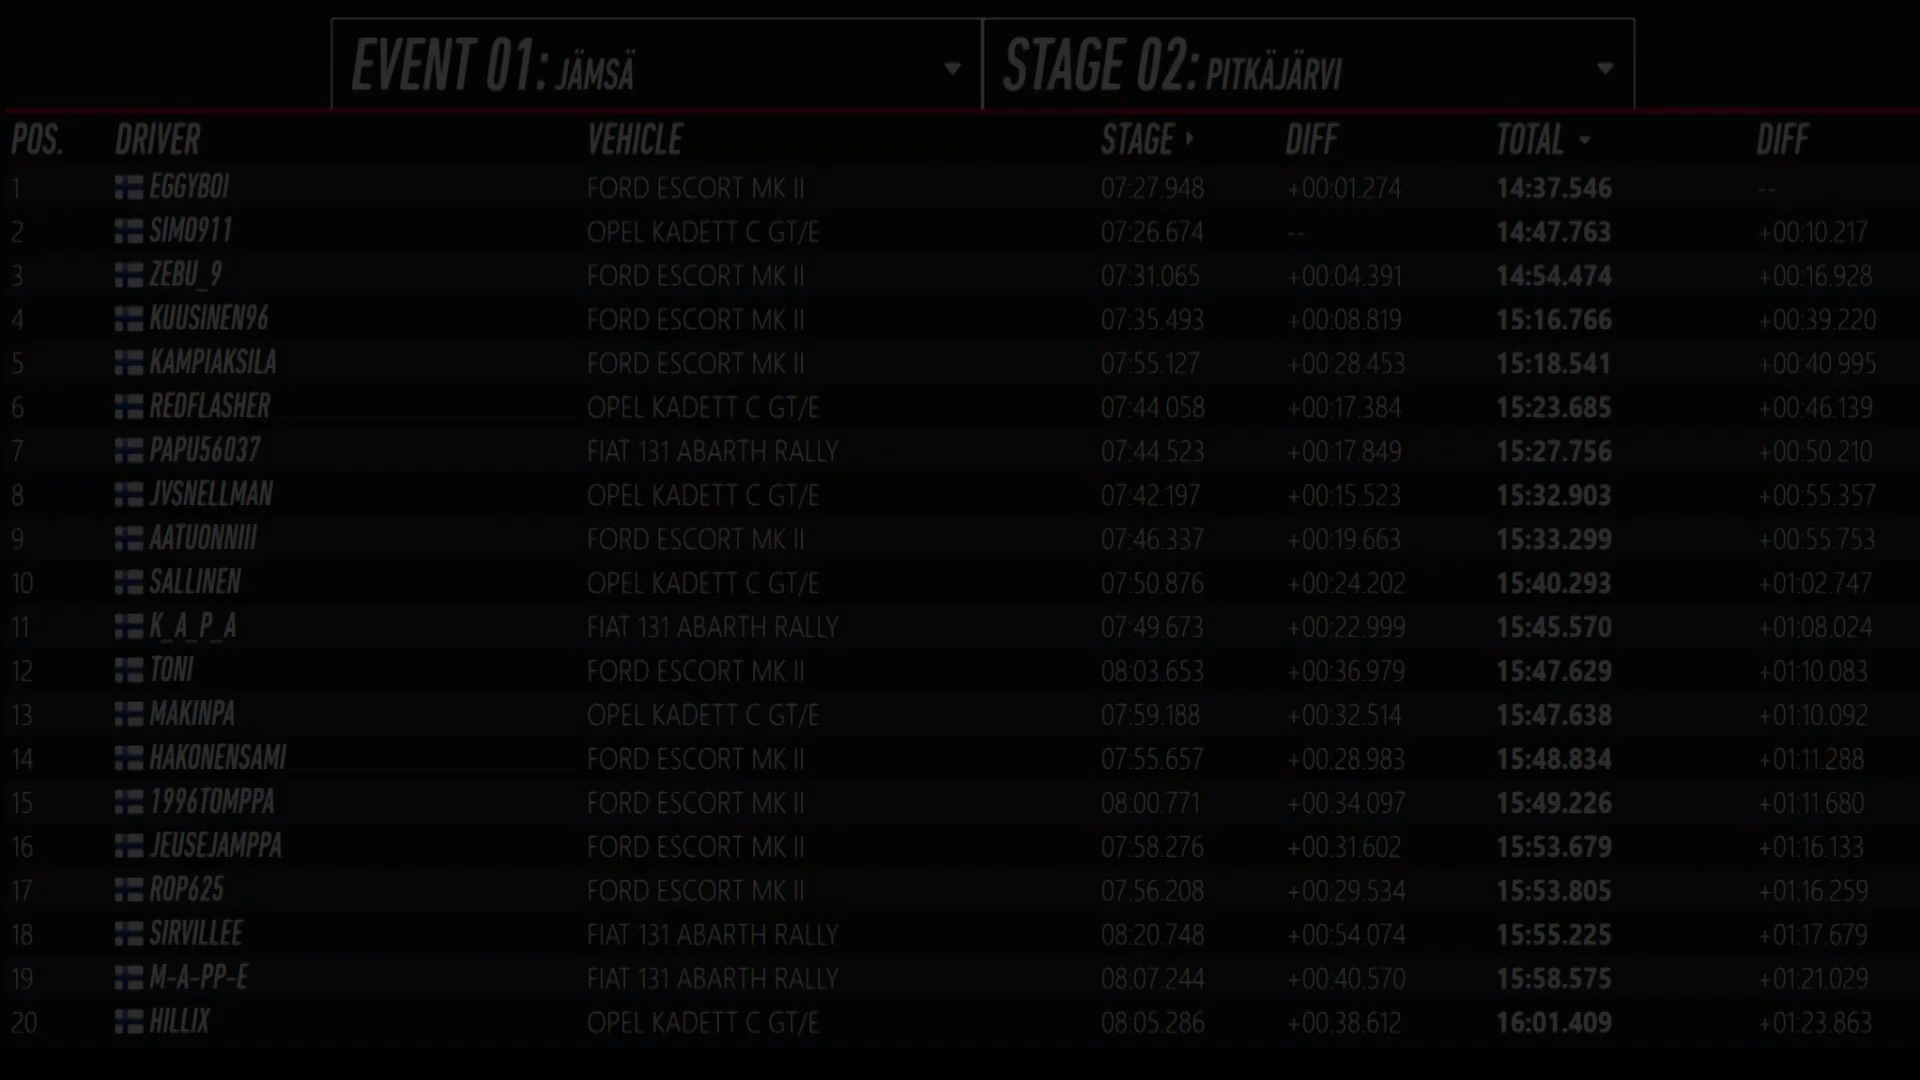 EVENT 01: JÄMSÄ STAGE 02: PITKÄJÄRVI
POS. DRIVER VEHICLE STAGE DIFF TOTAL DIFF
1 EGGYBOI FORD ESCORT MK II 07:27.948 +00:01.274 14:37.546 --
2 SIMO911 OPEL KADETT C GT/E 07:26.674 -- 14:47.763 +00:10.217
3 ZEBU_9 FORD ESCORT MK II 07:31.065 +00:04.391 14:54.474 +00:16.928
4 KUUSINEN96 FORD ESCORT MK II 07:35.493 +00:08.819 15:16.766 +00:39.220
5 KAMPIAKSILA FORD ESCORT MK II 07:55.127 +00:28.453 15:18.541 +00:40.995
6 REDFLASHER OPEL KADETT C GT/E 07:44.058 +00:17.384 15:23.685 +00:46.139
7 PAPU56037 FIAT 131 ABARTH RALLY 07:44.523 +00:17.849 15:27.756 +00:50.210
8 JVSNELLMAN OPEL KADETT C GT/E 07:42.197 +00:15.523 15:32.903 +00:55.357
9 AATUONNIII FORD ESCORT MK II 07:46.337 +00:19.663 15:33.299 +00:55.753
10 SALLINEN OPEL KADETT C GT/E 07:50.876 +00:24.202 15:40.293 +01:02.747
11 K_A_P_A FIAT 131 ABARTH RALLY 07:49.673 +00:22.999 15:45.570 +01:08.024
12 TONI FORD ESCORT MK II 08:03.653 +00:36.979 15:47.629 +01:10.083
13 MAKINPA OPEL KADETT C GT/E 07:59.188 +00:32.514 15:47.638 +01:10.092
14 HAKONENSAMI FORD ESCORT MK II 07:55.657 +00:28.983 15:48.834 +01:11.288
15 1996TOMPPA FORD ESCORT MK II 08:00.771 +00:34.097 15:49.226 +01:11.680
16 JEUSEJAMPPA FORD ESCORT MK II 07:58.276 +00:31.602 15:53.679 +01:16.133
17 ROP625 FORD ESCORT MK II 07:56.208 +00:29.534 15:53.805 +01:16.259
18 SIRVILLEE FIAT 131 ABARTH RALLY 08:20.748 +00:54.074 15:55.225 +01:17.679
19 M-A-PP-E FIAT 131 ABARTH RALLY 08:07.244 +00:40.570 15:58.575 +01:21.029
20 HILLIX OPEL KADETT C GT/E 08:05.286 +00:38.612 16:01.409 +01:23.863